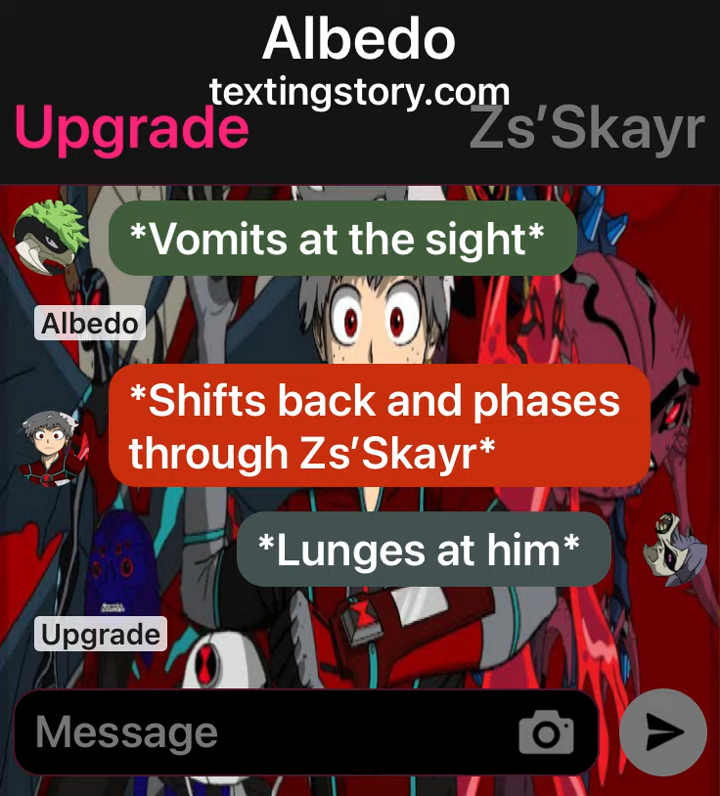 Albedo
textingstory.com
Upgrade
Zs’Skayr
*Vomits at the sight*
Albedo
*Shifts back and phases
through Zs’Skayr*
*Lunges at him*
Upgrade
Message